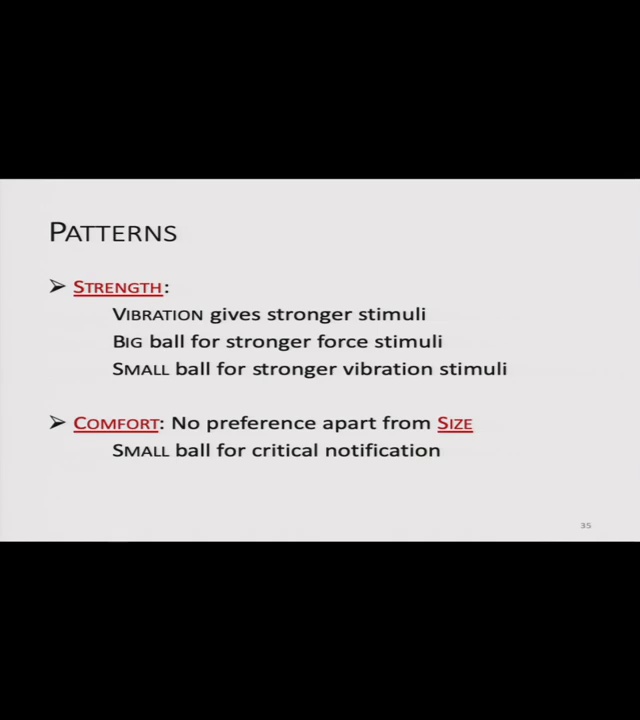 PATTERNS
➢ STRENGTH:
VIBRATION gives stronger stimuli
BIG ball for stronger force stimuli
SMALL ball for stronger vibration stimuli
➢ COMFORT: No preference apart from SIZE
SMALL ball for critical notification
35